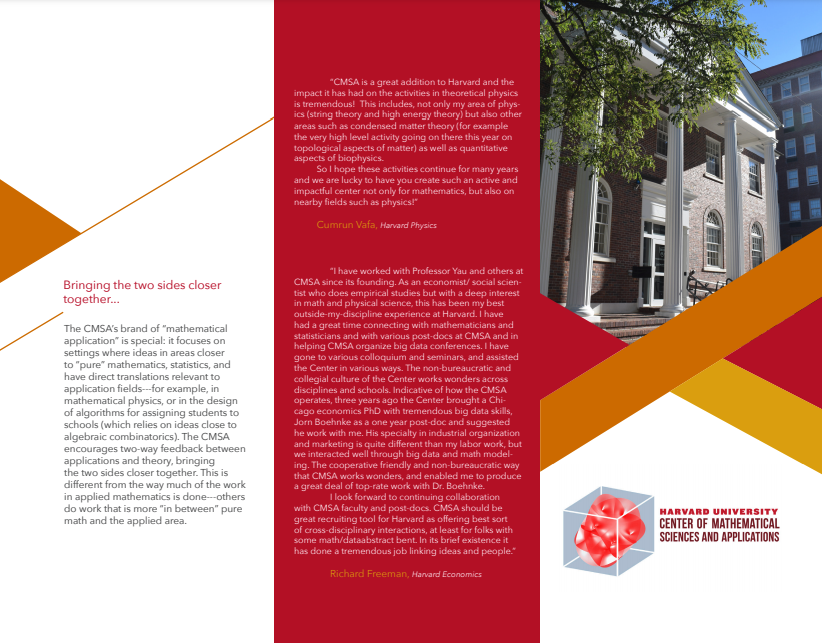 Bringing the two sides closer
together...
The CMSA's brand of "mathematical
application" is special: it focuses on
settings where ideas in areas closer
to "pure" mathematics, statistics, and
have direct translations relevant to
application fields---for example, in
mathematical physics, or in the design
of algorithms for assigning students to
schools (which relies on ideas close to
algebraic combinatorics). The CMSA
encourages two-way feedback between
applications and theory, bringing
the two sides closer together. This is
different from the way much of the work
in applied mathematics is done---others
do work that is more "in between" pure
math and the applied area.
"CMSA is a great addition to Harvard and the
impact it has had on the activities in theoretical physics
is tremendous! This includes, not only my area of phys-
ics (string theory and high energy theory) but also other
areas such as condensed matter theory (for example
the very high level activity going on there this year on
topological aspects of matter) as well as quantitative
aspects of biophysics.
So I hope these activities continue for many years
and we are lucky to have you create such an active and
impactful center not only for mathematics, but also on
nearby fields such as physics!"
Cumrun Vafa, Harvard Physics
"I have worked with Professor Yau and others at
CMSA since its founding. As an economist/ social scien-
tist who does empirical studies but with a deep interest
in math and physical science, this has been my best
outside-my-discipline experience at Harvard. I have
had a great time connecting with mathematicians and
statisticians and with various post-docs at CMSA and in
helping CMSA organize big data conferences. I have
gone to various colloquium and seminars, and assisted
the Center in various ways. The non-bureaucratic and
collegial culture of the Center works wonders across
disciplines and schools. Indicative of how the CMSA
operates, three years ago the Center brought a Chi-
cago economics PhD with tremendous big data skills,
Jorn Boehnke as a one year post-doc and suggested
he work with me. His specialty in industrial organization
and marketing is quite different than my labor work, but
we interacted well through big data and math model-
ing. The cooperative friendly and non-bureaucratic way
that CMSA works wonders, and enabled me to produce
a great deal of top-rate work with Dr. Boehnke.
I look forward to continuing collaboration
with CMSA faculty and post-docs. CMSA should be
great recruiting tool for Harvard as offering best sort
of cross-disciplinary interactions, at least for folks with
some math/dataabstract bent. In its brief existence it
has done a tremendous job linking ideas and people."
Richard Freeman, Harvard Economics
HARVARD UNIVERSITY
CENTER OF MATHEMATICAL
SCIENCES AND APPLICATIONS